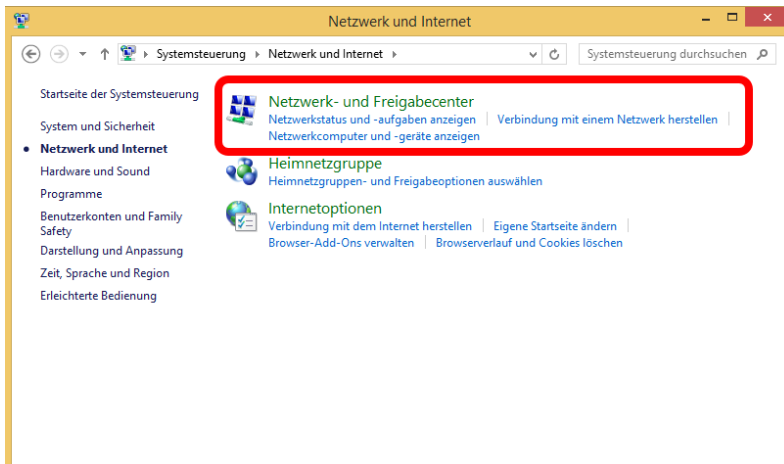 Netzwerk und Internet
Systemsteuerung Netzwerk und Internet
Systemsteuerung durchsuchen
Startseite der Systemsteuerung
System und Sicherheit
Netzwerk und Internet
Hardware und Sound
Programme
Benutzerkonten und Family
Safety
Darstellung und Anpassung
Zeit, Sprache und Region
Erleichterte Bedienung
Netzwerk- und Freigabecenter
Netzwerkstatus und -aufgaben anzeigen Verbindung mit einem Netzwerk herstellen
Netzwerkcomputer und -geräte anzeigen
Heimnetzgruppe
Heimnetzgruppen- und Freigabeoptionen auswählen
Internetoptionen
Verbindung mit dem Internet herstellen Eigene Startseite ändern
Browser-Add-Ons verwalten Browserverlauf und Cookies löschen